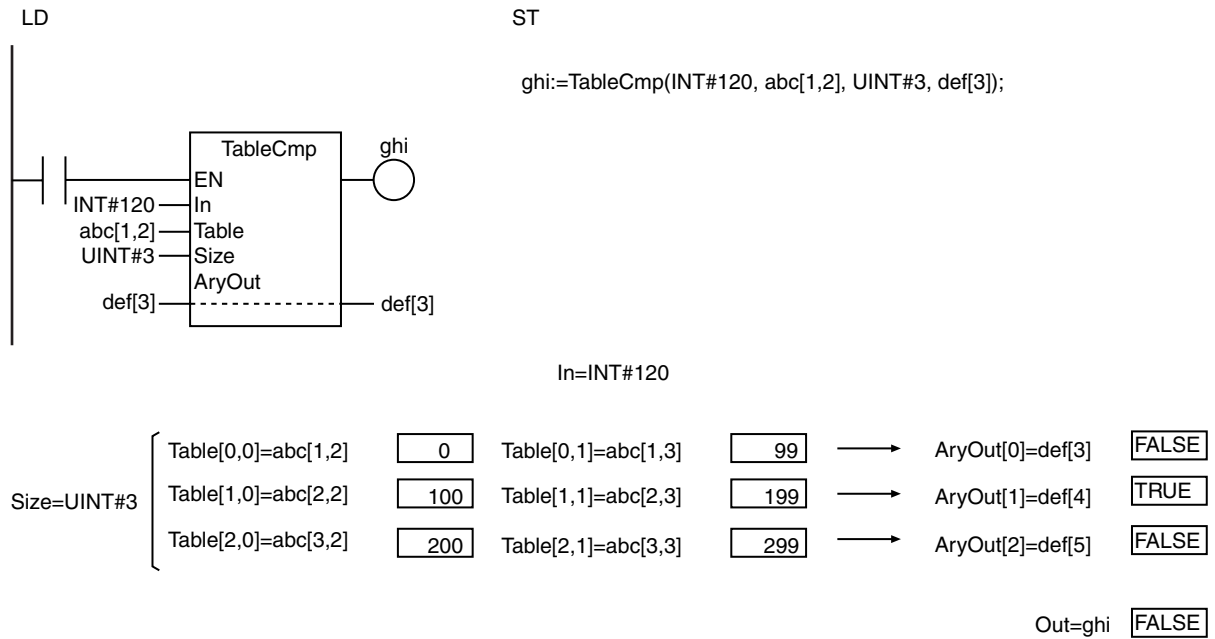 LD
ST
ghi:=TableCmp(INT#120, abc[1,2], UINT#3, def[3]);
TableCmp
ghi
EN
INT#120
In
abc[1,2]
Table
UINT#3
Size
AryOut
def[3]
def[3]
In=INT#120
Size=UINT#3
Table[0,0]=abc[1,2] 0 Table[0,1]=abc[1,3] 99 AryOut[0]=def[3] FALSE
Table[1,0]=abc[2,2] 100 Table[1,1]=abc[2,3] 199 AryOut[1]=def[4] TRUE
Table[2,0]=abc[3,2] 200 Table[2,1]=abc[3,3] 299 AryOut[2]=def[5] FALSE
Out=ghi FALSE